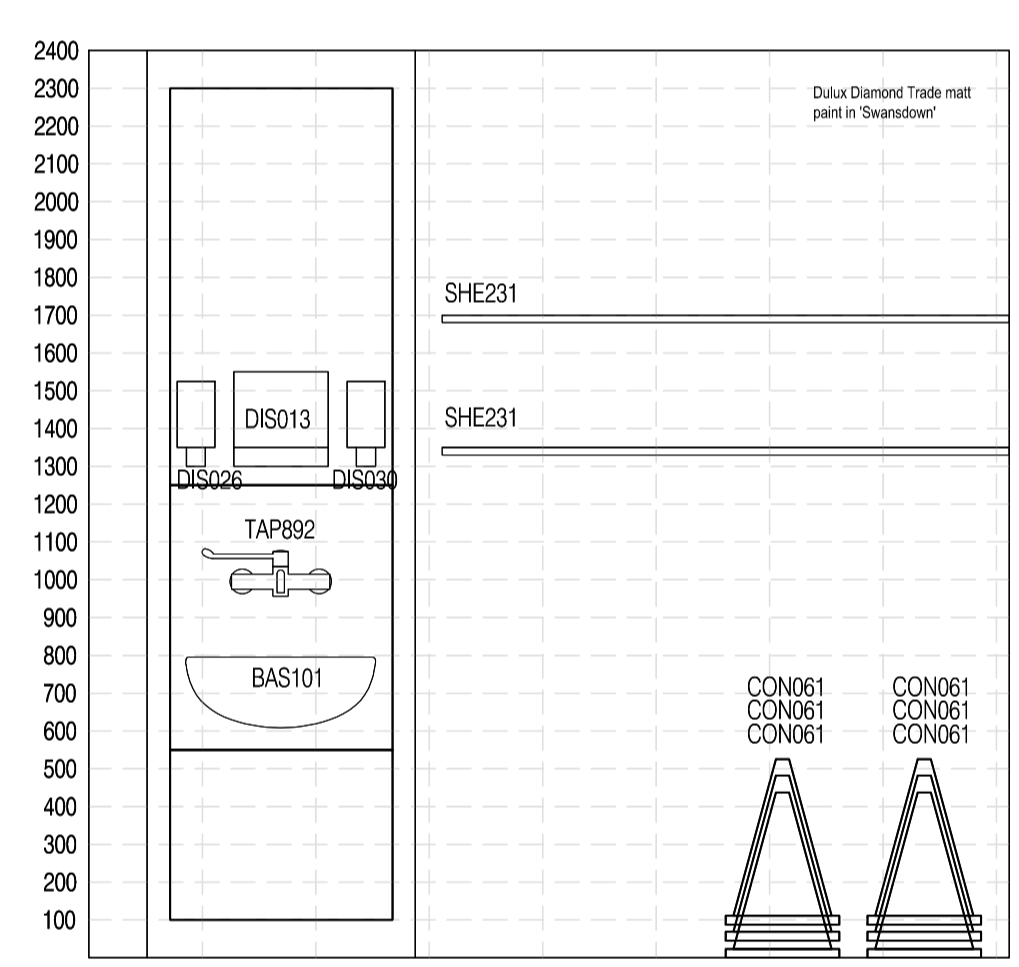 2400
2300
Dulux Diamond Trade matt
paint in 'Swansdown'
2200
2100
2000
1900
1800
SHE231
1700
1600
1500
DIS013
SHE231
1400
1300
DIS026
DIS030
1200
TAP892
1100
1000
900
800
BAS101
700
CON061
CON061
CON061
CON061
CON061
CON061
600
500
400
300
200
100